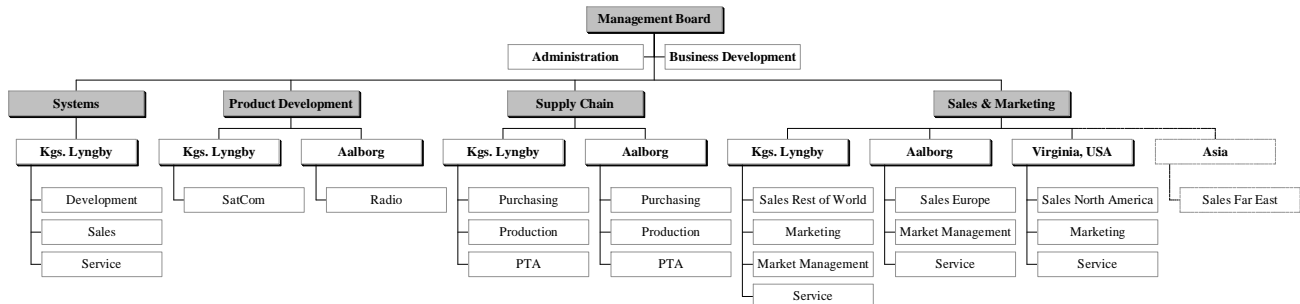 Management Board
Administration
Business Development
Systems
Product Development
Supply Chain
Sales & Marketing
Kgs. Lyngby
Kgs. Lyngby
Aalborg
Kgs. Lyngby
Aalborg
Kgs. Lyngby
Aalborg
Virginia, USA
Asia
Development
SatCom
Radio
Purchasing
Purchasing
Sales Rest of World
Sales Europe
Sales North America
Sales Far East
Sales
Production
Production
Marketing
Market Management
Marketing
Service
PTA
PTA
Market Management
Service
Service
Service